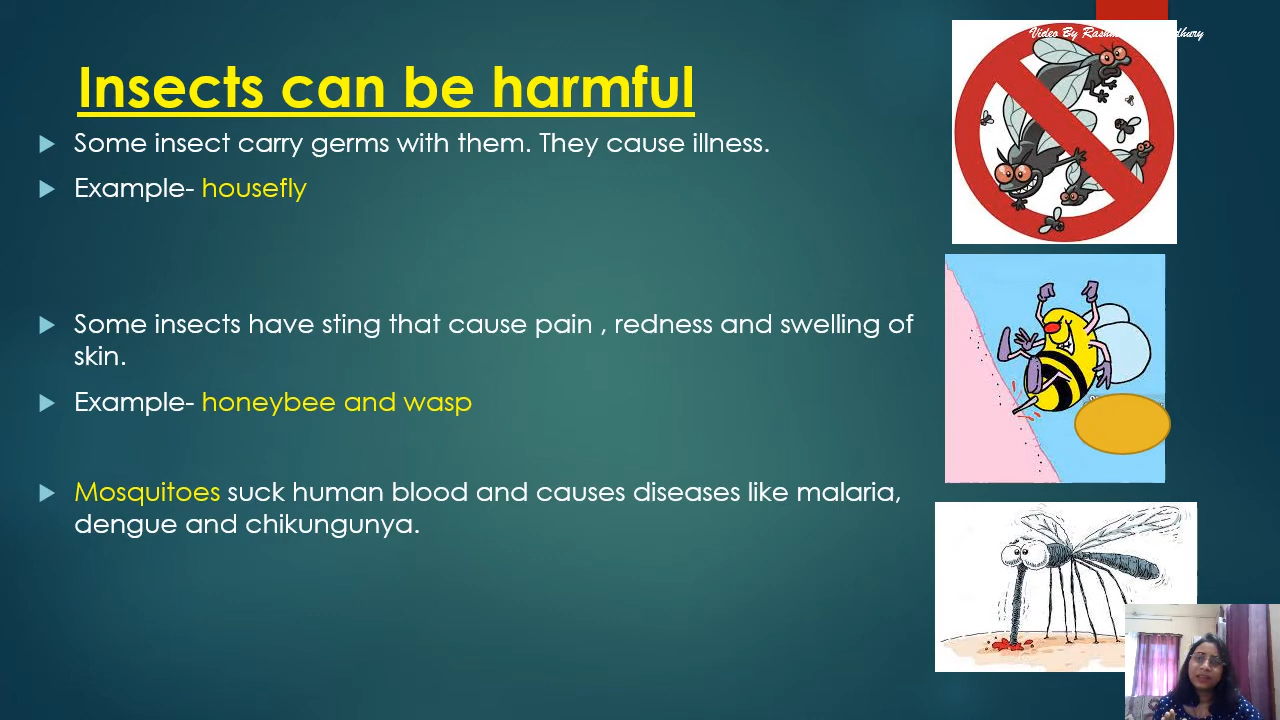 Video By
Insects can be harmful
Some insect carry germs with them. They cause illness.
Example- housefly
Some insects have sting that cause pain , redness and swelling of
skin.
Example- honeybee and wasp
Mosquitoes suck human blood and causes diseases like malaria,
dengue and chikungunya.